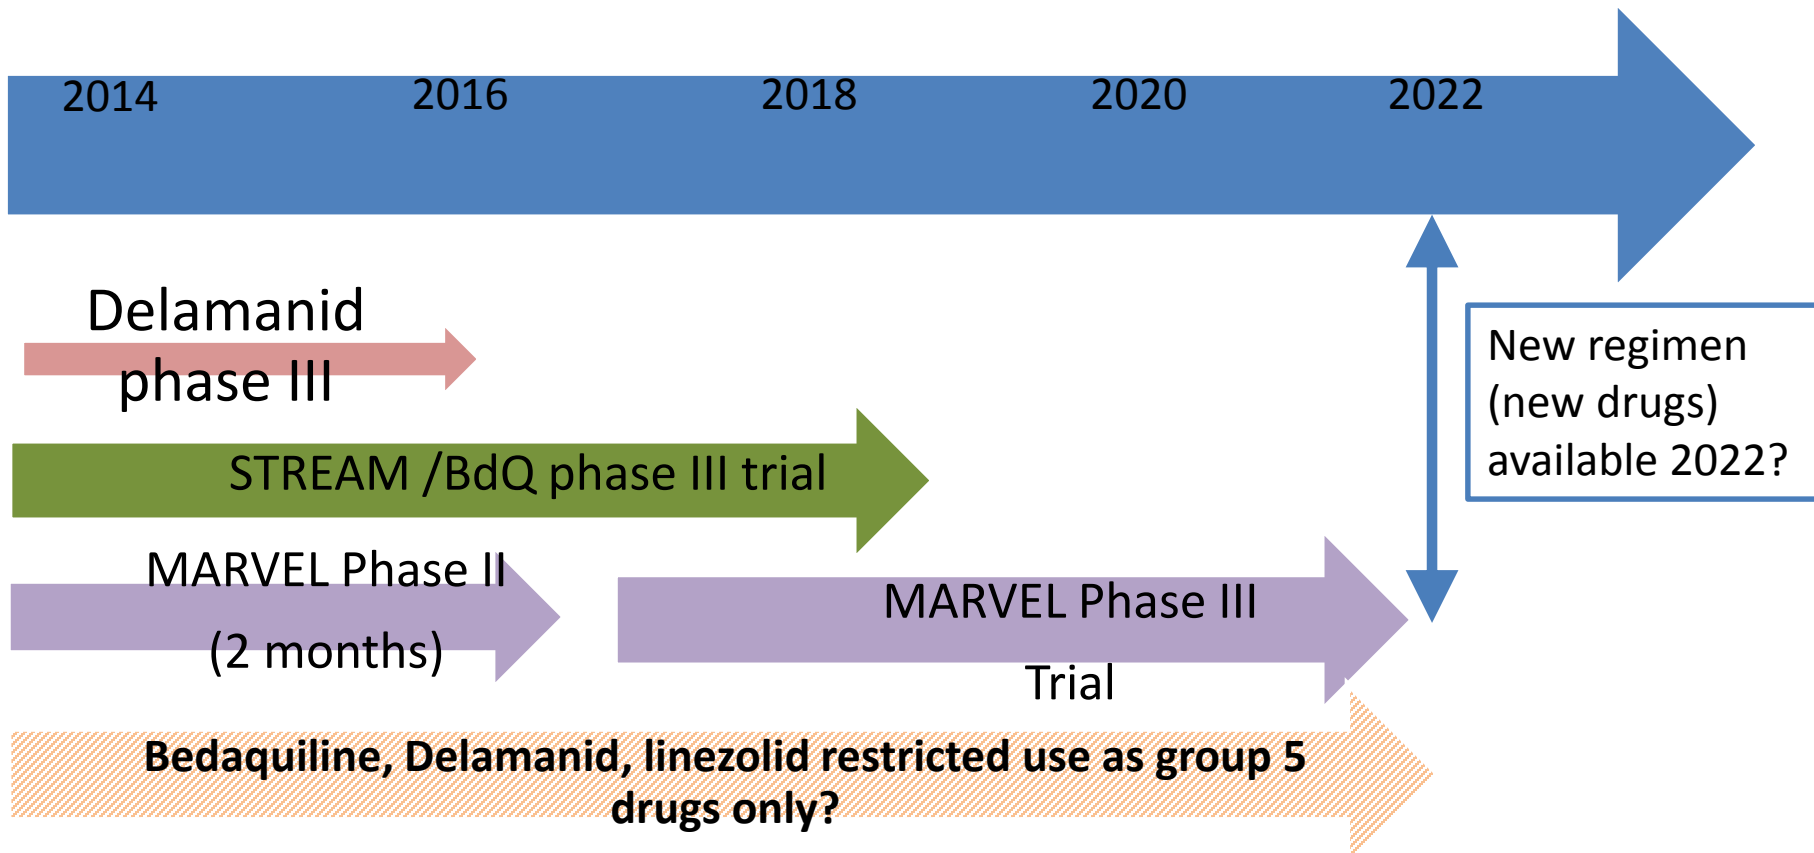 2014 2016 2018 2020 2022
Delamanid
phase III
New regimen
(new drugs)
available 2022?
STREAM /BdQ phase III trial
MARVEL Phase II
(2 months)
MARVEL Phase III
Trial
Bedaquiline, Delamanid, linezolid restricted use as group 5
drugs only?